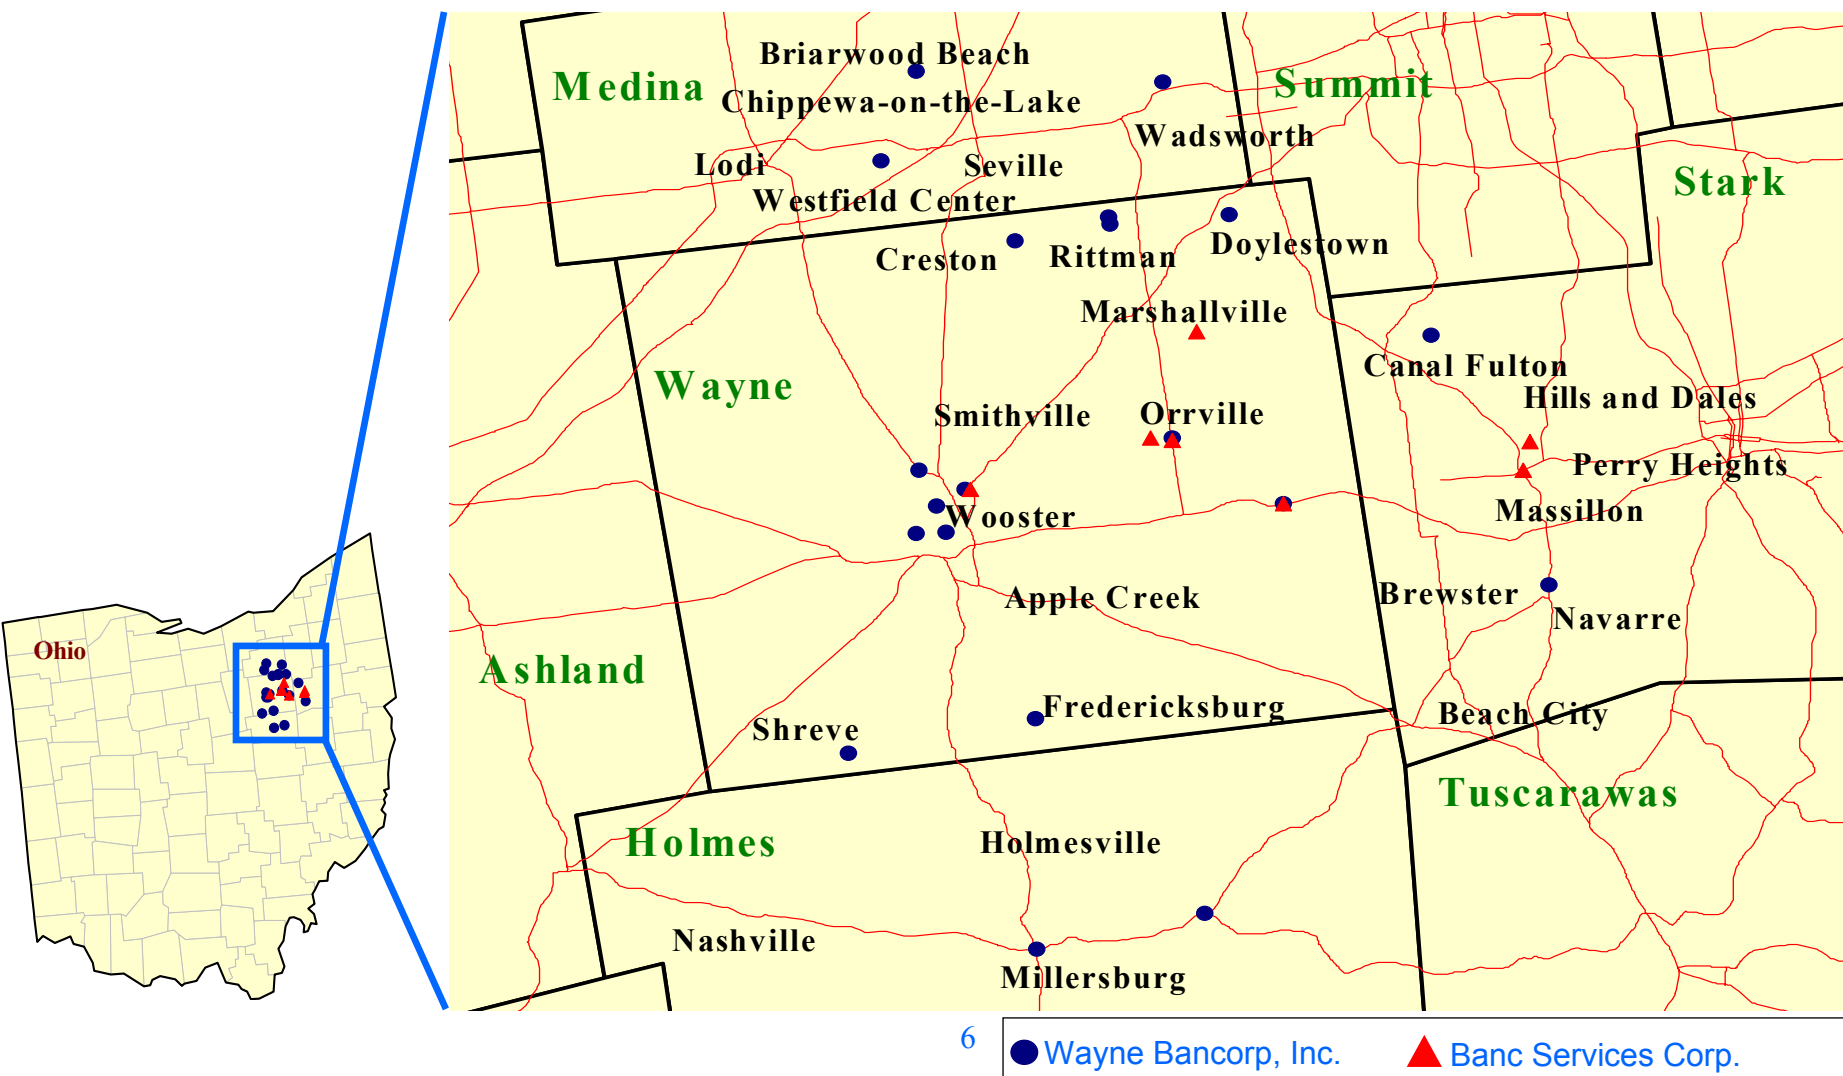 Briarwood Beach
Medina
Summit
Chippewa-on-the-Lake
Wadsworth
Lodi
Seville
Stark
Westfield Center
Creston
Rittman
Doylestown
Marshallville
Canal Fulton
Wayne
Hills and Dales
Smithville
Orrville
Perry Heights
Massillon
Wooster
Apple Creek
Brewster
Navarre
Ohio
Ashland
Fredericksburg
Beach City
Shreve
Tuscarawas
Holmes
Holmesville
Nashville
Millersburg
6
Wayne Bancorp, Inc.
Banc Services Corp.